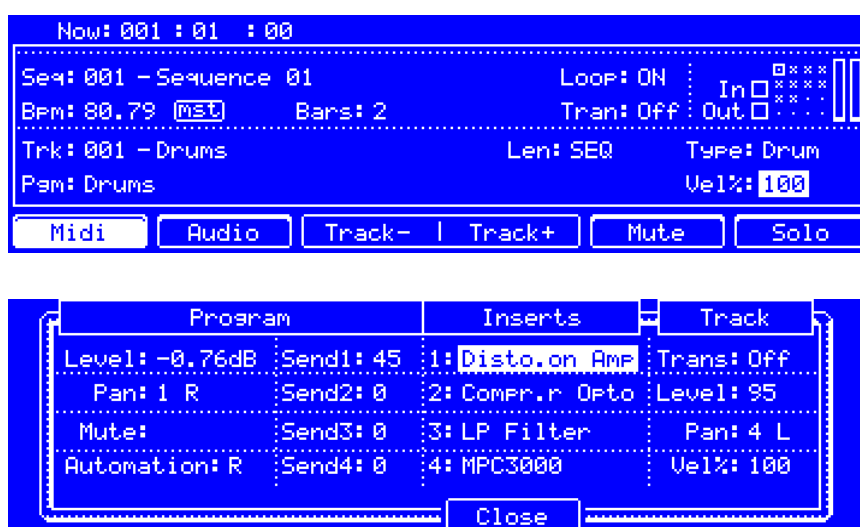 Now: 001 : 01 : 00
Seq: 001 - Sequence 01 Loop: ON In
Bpm: 80.79 mst Bars: 2 Tran: Off Out
Trk: 001 - Drums Len: SEQ Type: Drum
Pgm: Drums Vel%: 100
Midi Audio Track- | Track+ Mute Solo
Program Inserts Track
Level: -0.76dB Send1: 45 1: Disto.on Amp Trans: Off
Pan: 1 R Send2: 0 2: Compr.r Opto Level: 95
Mute: Send3: 0 3: LP Filter Pan: 4 L
Automation: R Send4: 0 4: MPC3000 Vel%: 100
Close